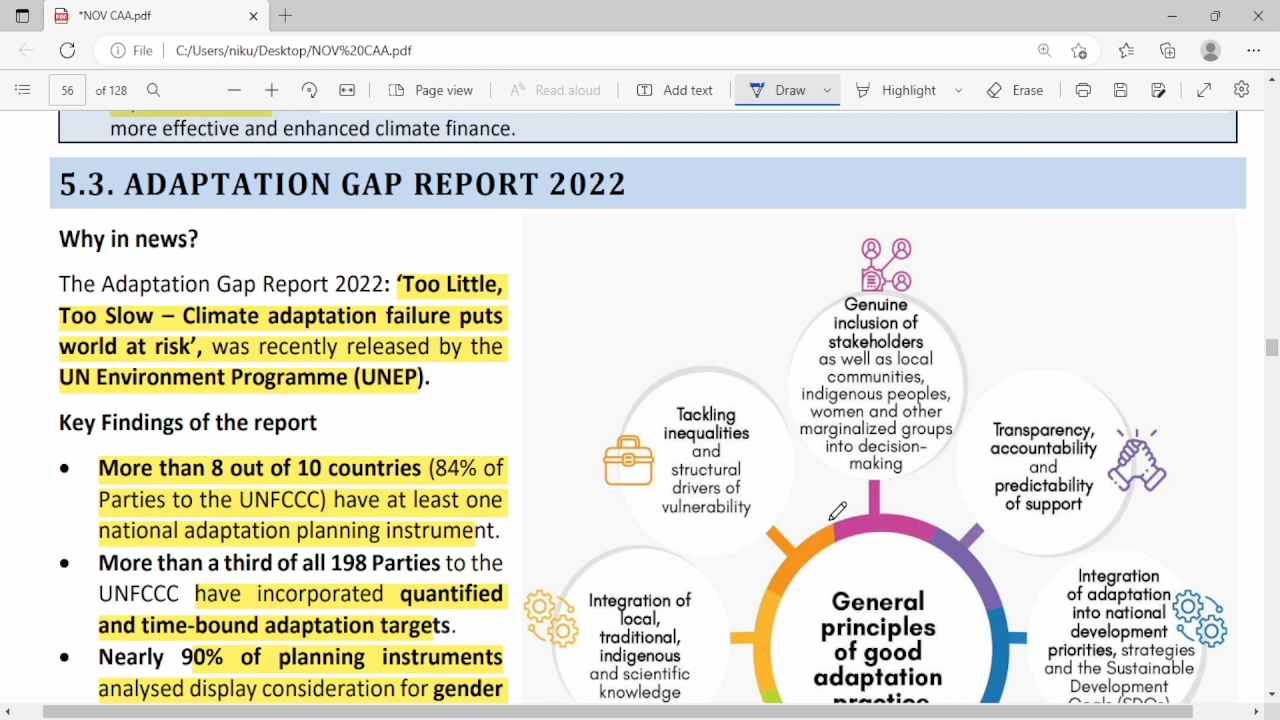 *NOV CAA.pdf
File
C:/Users/niku/Desktop/NOV%20CAA.pdf
56 of 128
Page view
Read aloud
Add text
Draw
Highlight
Erase
more effective and enhanced climate finance.
5.3. ADAPTATION GAP REPORT 2022
Why in news?
The Adaptation Gap Report 2022: ‘Too Little,
Too Slow – Climate adaptation failure puts
world at risk’, was recently released by the
UN Environment Programme (UNEP).
Key Findings of the report
• More than 8 out of 10 countries (84% of
Parties to the UNFCCC) have at least one
national adaptation planning instrument.
• More than a third of all 198 Parties to the
UNFCCC have incorporated quantified
and time-bound adaptation targets.
• Nearly 90% of planning instruments
analysed display consideration for gender
Genuine
inclusion of
stakeholders
as well as local
communities,
indigenous peoples,
women and other
marginalized groups
into decision-
making
Tackling
inequalities
and
structural
drivers of
vulnerability
Transparency,
accountability
and
predictability
of support
Integration of
local,
traditional,
indigenous
and scientific
knowledge
General
principles
of good
adaptation
practice
Integration
of adaptation
into national
development
priorities, strategies
and the Sustainable
Development
Goals (SDGs)